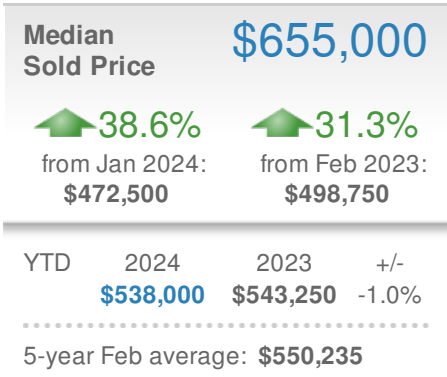 Median $655,000
Sold Price
38.6% 31.3%
from Jan 2024: from Feb 2023:
$472,500 $498,750
YTD 2024 2023 +/-
$538,000 $543,250 -1.0%
5-year Feb average: $550,235